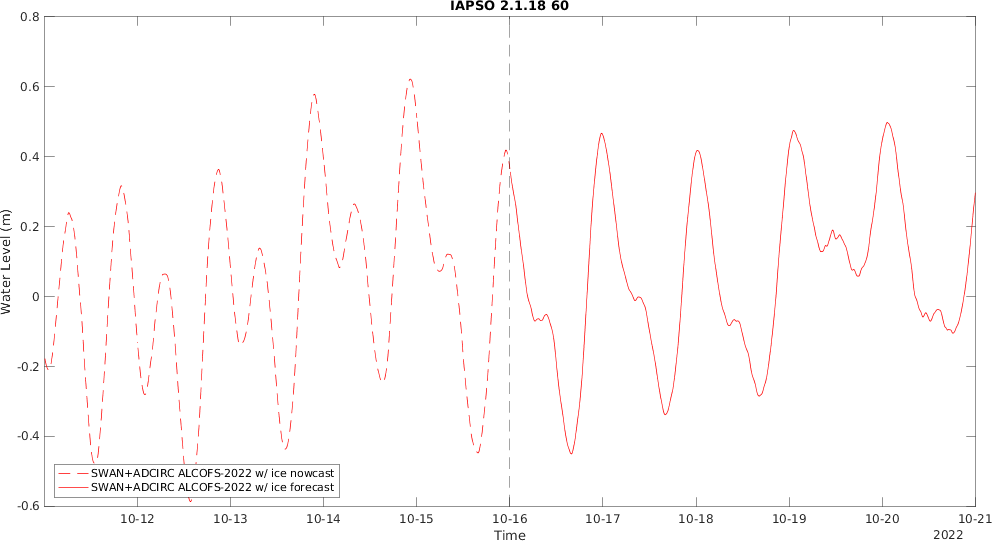 IAPSO 2.1.18 60
Water Level (m)
0.8
0.6
0.4
0.2
0
-0.2
-0.4
-0.6
SWAN+ADCIRC ALCOFS-2022 w/ ice nowcast
SWAN+ADCIRC ALCOFS-2022 w/ ice forecast
10-12 10-13 10-14 10-15 10-16 10-17 10-18 10-19 10-20 10-21
Time
2022